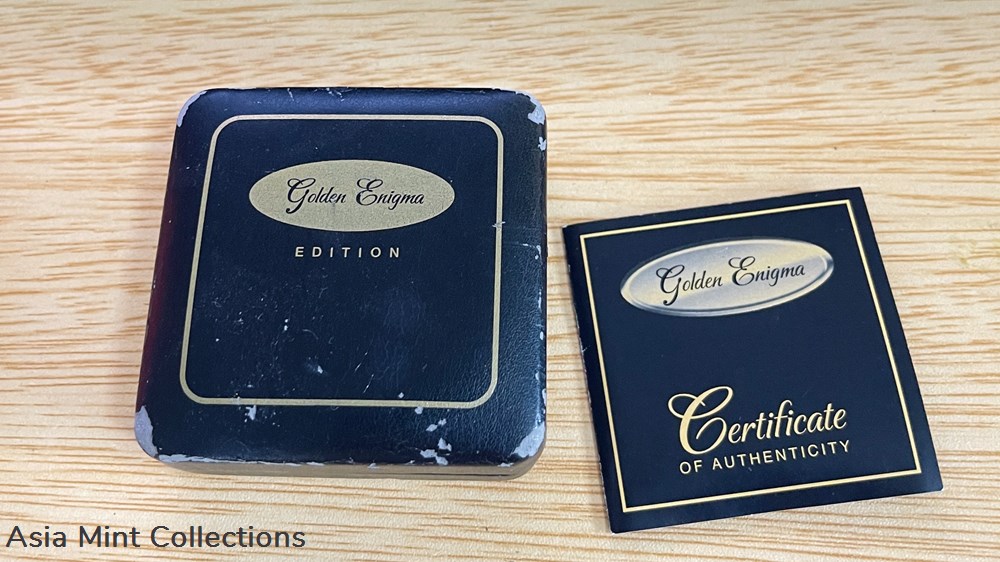 Golden Enigma
EDITION
Golden Enigma
Certificate
OF AUTHENTICITY
Asia Mint Collections